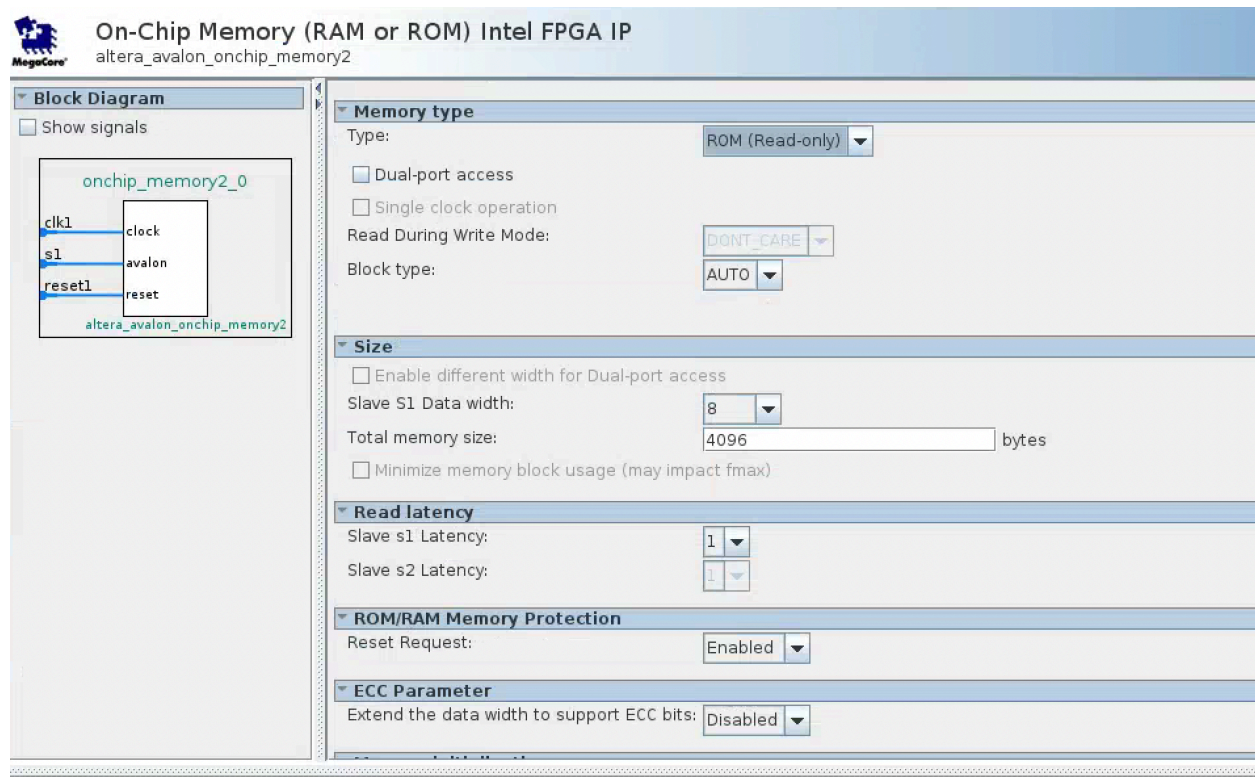 On-Chip Memory (RAM or ROM) Intel FPGA IP
MegaCore®
altera_avalon_onchip_memory2
Block Diagram
Show signals
onchip_memory2_0
clk1
clock
s1
avalon
reset1
reset
altera_avalon_onchip_memory2
Memory type
Type: ROM (Read-only)
Dual-port access
Single clock operation
Read During Write Mode: DONT_CARE
Block type: AUTO
Size
Enable different width for Dual-port access
Slave S1 Data width: 8
Total memory size: 4096 bytes
Minimize memory block usage (may impact fmax)
Read latency
Slave s1 Latency: 1
Slave s2 Latency: 1
ROM/RAM Memory Protection
Reset Request: Enabled
ECC Parameter
Extend the data width to support ECC bits: Disabled